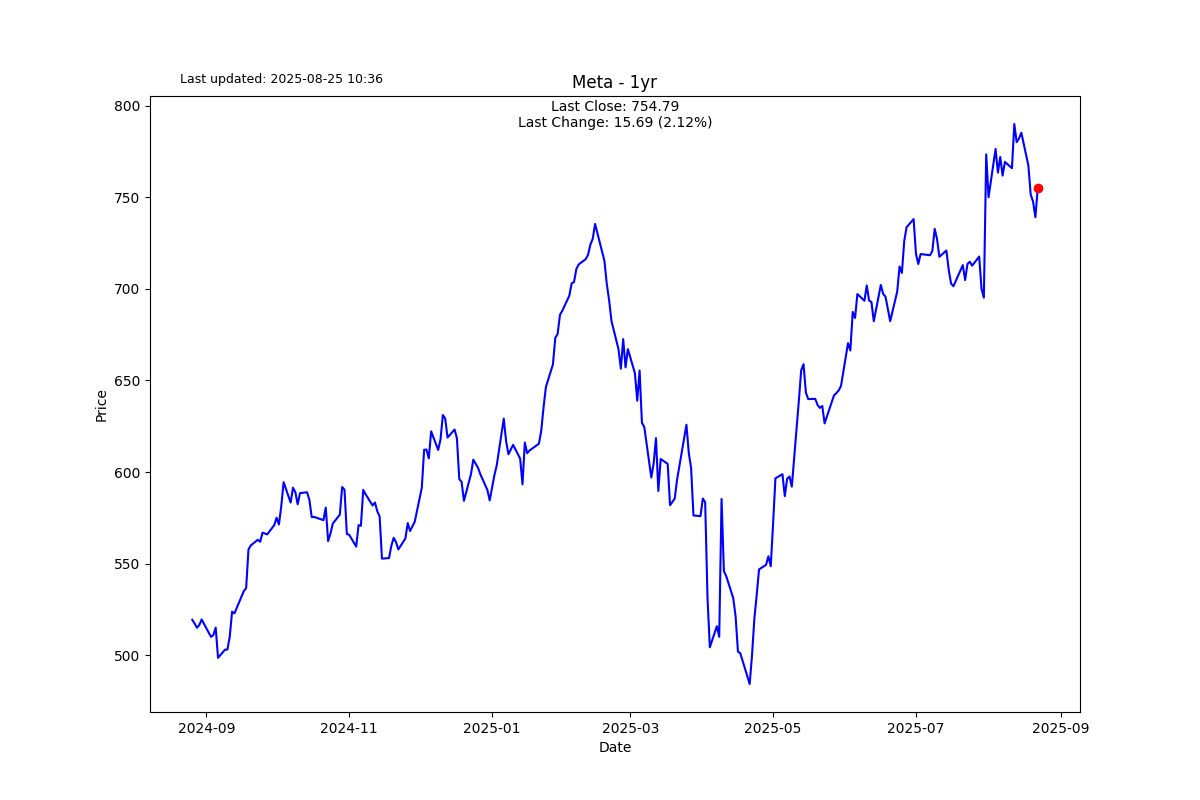 Last updated: 2025-08-25 10:36
Meta - 1yr
Last Close: 754.79
Last Change: 15.69 (2.12%)
800
750
700
650
600
550
500
Price
2024-09
2024-11
2025-01
2025-03
2025-05
2025-07
2025-09
Date